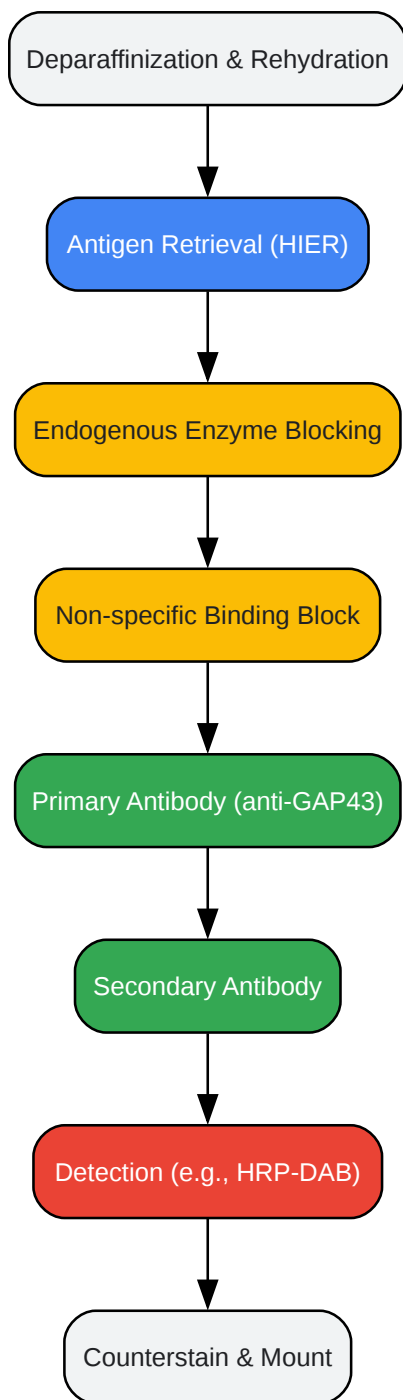 Deparaffinization & Rehydration
Antigen Retrieval (HIER)
Endogenous Enzyme Blocking
Non-specific Binding Block
Primary Antibody (anti-GAP43)
Secondary Antibody
Detection (e.g., HRP-DAB)
Counterstain & Mount